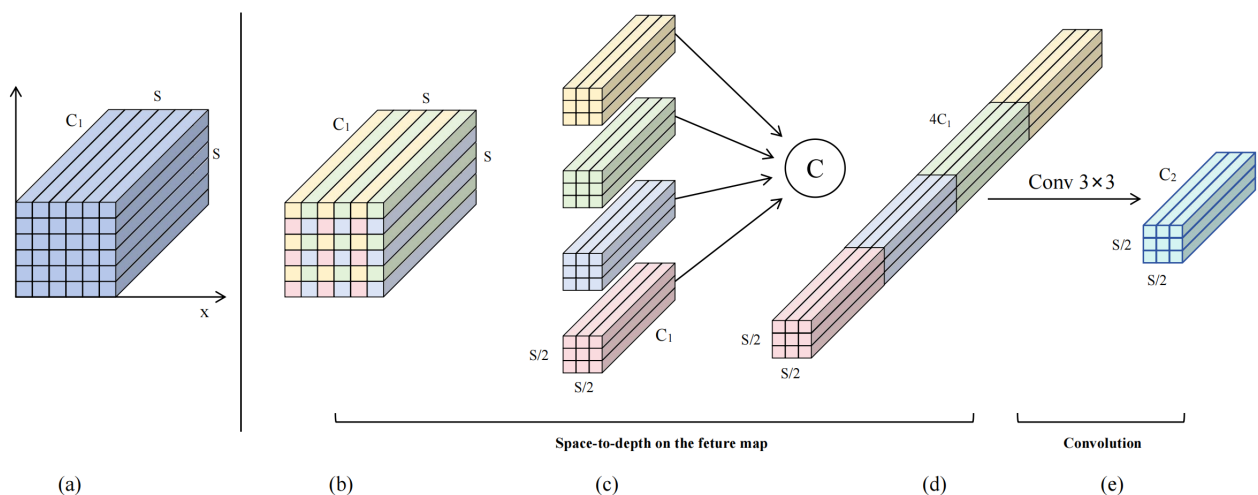 S
C₁
S
x
S
C₁
S
C₁
S/2
S/2
C
4C₁
S/2
S/2
Conv 3×3
C₂
S/2
S/2
Space-to-depth on the feture map
Convolution
(a)
(b)
(c)
(d)
(e)